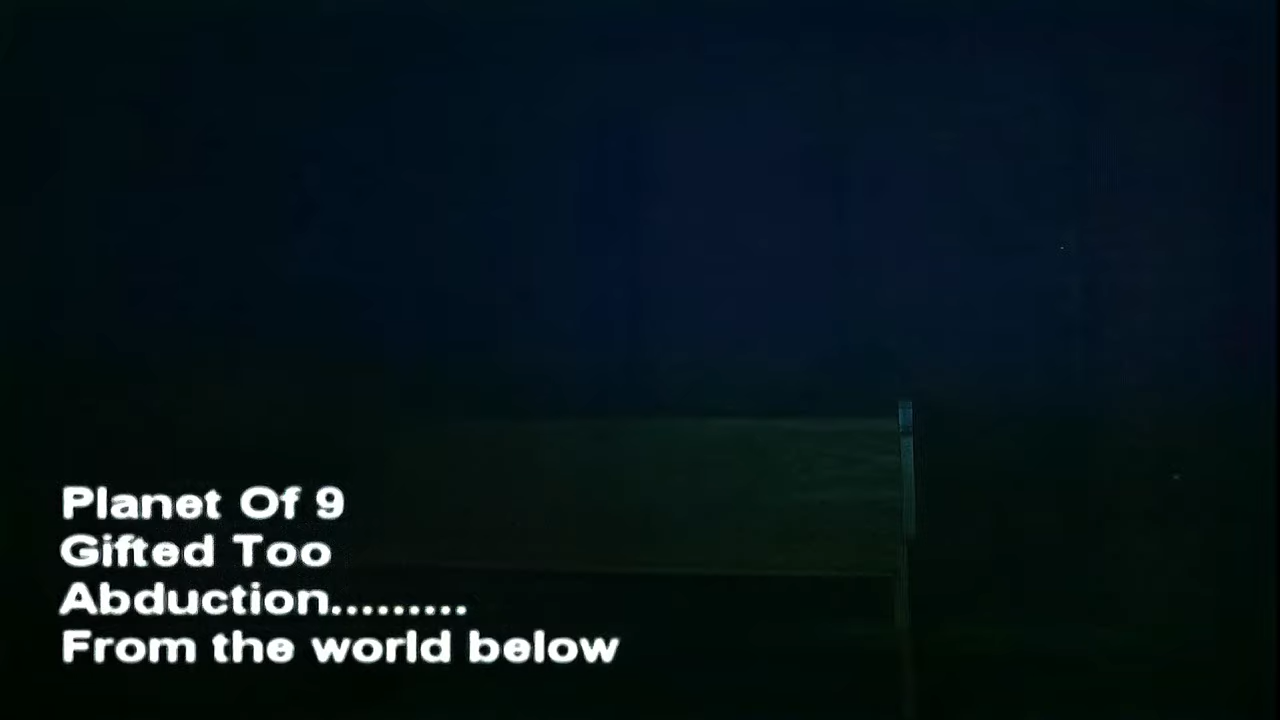 Planet Of 9
Gifted Too
Abduction.........
From the world below